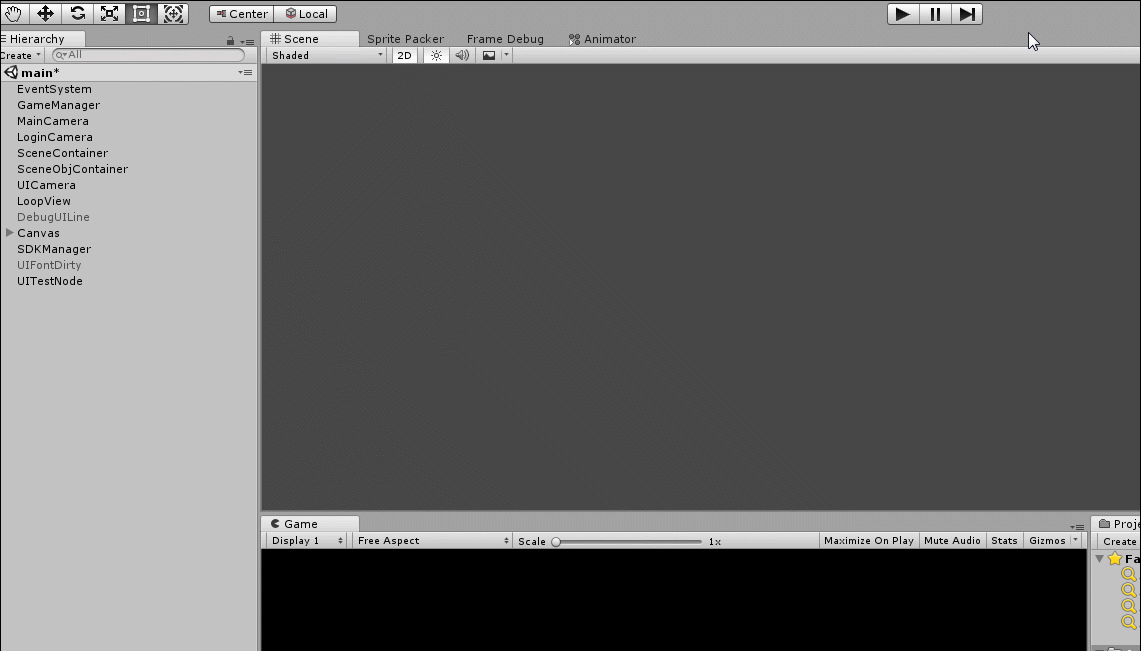 Center Local
Hierarchy
Create All
main*
EventSystem
GameManager
MainCamera
LoginCamera
SceneContainer
SceneObjContainer
UICamera
LoopView
DebugUILine
Canvas
SDKManager
UIFontDirty
UITestNode
Scene Sprite Packer Frame Debug Animator
Shaded 2D
Game
Display 1 Free Aspect Scale 1x Maximize On Play Mute Audio Stats Gizmos
Proje
Create
Fa